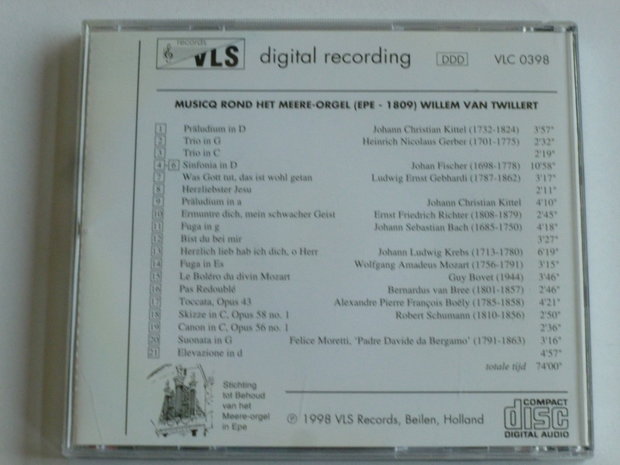 records
VLS digital recording DDD VLC 0398
MUSICQ ROND HET MEERE-ORGEL (EPE - 1809) WILLEM VAN TWILLERT
1 Präludium in D Johann Christian Kittel (1732-1824) 3'57"
2 Trio in G Heinrich Nicolaus Gerber (1701-1775) 2'32"
3 Trio in C 2'19"
4 - 6 Sinfonia in D Johan Fischer (1698-1778) 10'58"
7 Was Gott tut, das ist wohl getan Ludwig Ernst Gebhardi (1787-1862) 3'17"
8 Herzliebster Jesu 2'11"
9 Präludium in a Johann Christian Kittel 4'10"
10 Ermuntre dich, mein schwacher Geist Ernst Friedrich Richter (1808-1879) 2'45"
11 Fuga in g Johann Sebastian Bach (1685-1750) 4'18"
12 Bist du bei mir 3'27"
13 Herzlich lieb hab ich dich, o Herr Johann Ludwig Krebs (1713-1780) 6'19"
14 Fuga in Es Wolfgang Amadeus Mozart (1756-1791) 3'15"
15 Le Boléro du divin Mozart Guy Bovet (1944) 3'46"
16 Pas Redoublé Bernardus van Bree (1801-1857) 2'46"
17 Toccata, Opus 43 Alexandre Pierre François Boëly (1785-1858) 4'21"
18 Skizze in C, Opus 58 no. 1 Robert Schumann (1810-1856) 2'50"
19 Canon in C, Opus 56 no. 1 2'36"
20 Suonata in G Felice Moretti, 'Padre Davide da Bergamo' (1791-1863) 3'16"
21 Elevazione in d 4'57"
totale tijd 74'00"
Stichting
tot Behoud
van het
Meere-orgel
in Epe
℗ 1998 VLS Records, Beilen, Holland
COMPACT
disc
DIGITAL AUDIO